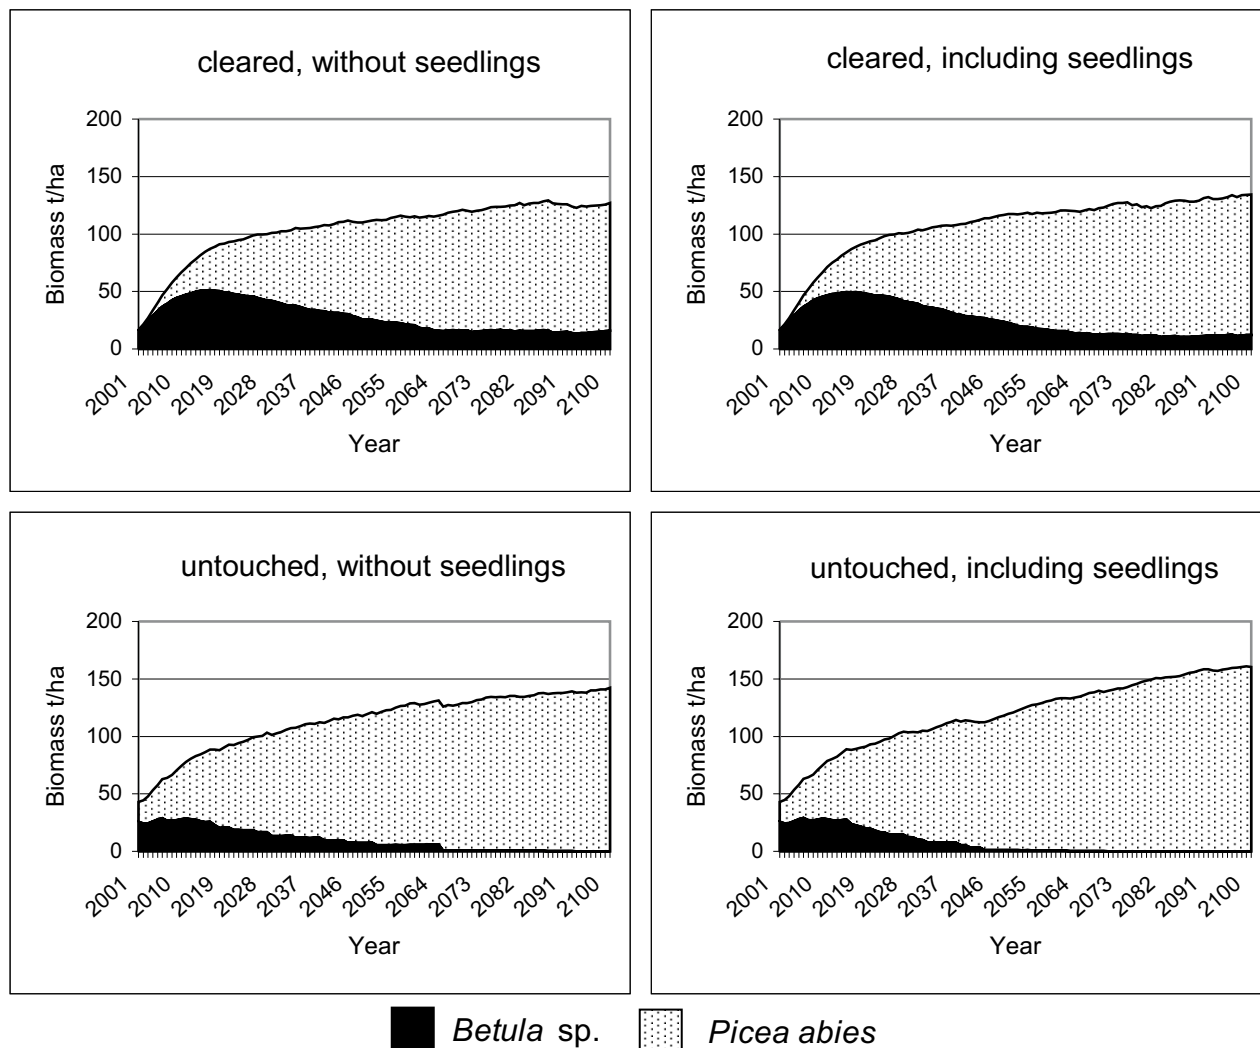 cleared, without seedlings
Biomass t/ha
200
150
100
50
0
2001 2010 2019 2028 2037 2046 2055 2064 2073 2082 2091 2100
Year
cleared, including seedlings
Biomass t/ha
200
150
100
50
0
2001 2010 2019 2028 2037 2046 2055 2064 2073 2082 2091 2100
Year
untouched, without seedlings
Biomass t/ha
200
150
100
50
0
2001 2010 2019 2028 2037 2046 2055 2064 2073 2082 2091 2100
Year
untouched, including seedlings
Biomass t/ha
200
150
100
50
0
2001 2010 2019 2028 2037 2046 2055 2064 2073 2082 2091 2100
Year
Betula sp. Picea abies